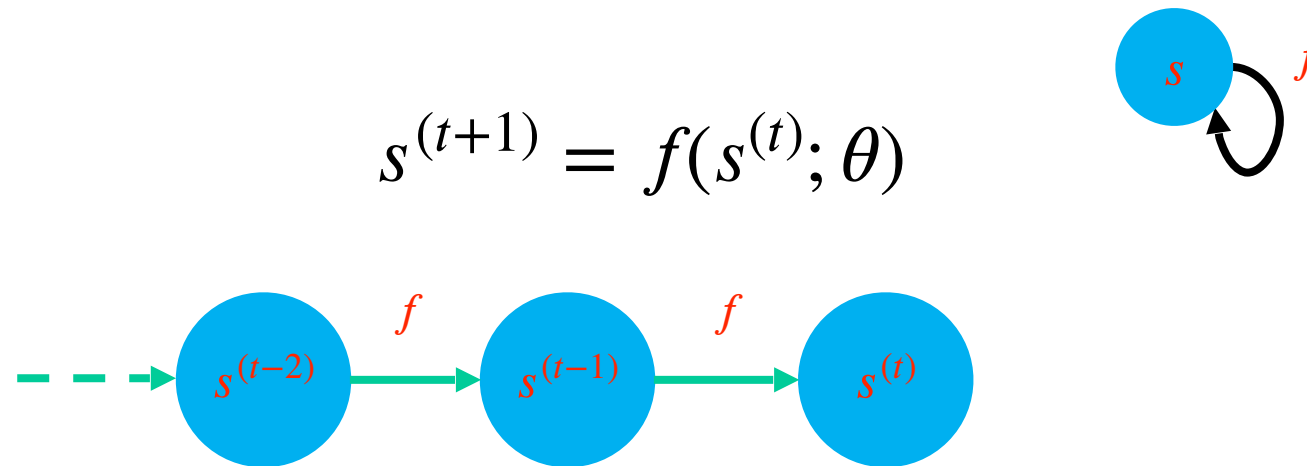 s
s^{(t+1)} = f(s^{(t)}; θ)
f f
s^{(t−2)} s^{(t−1)} s^{(t)}